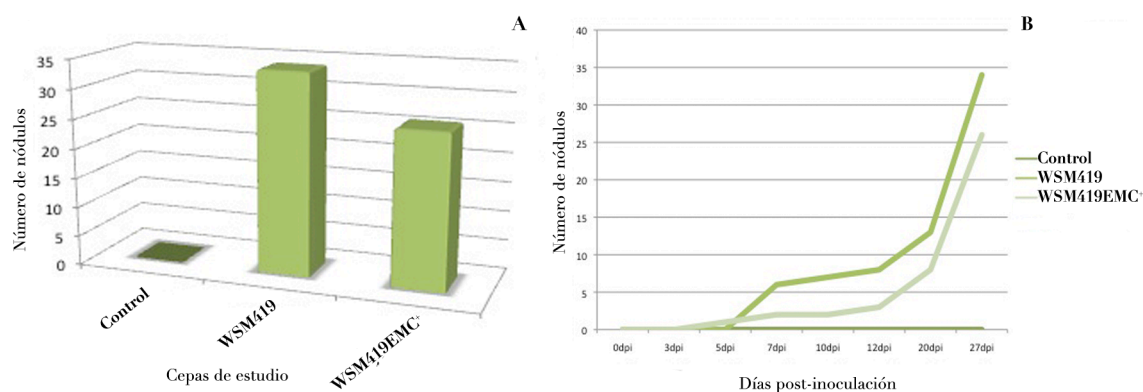 A
Número de nódulos
35
30
25
20
15
10
5
0
Control
WSM419
WSM419EMC+
Cepas de estudio
B
Número de nódulos
40
35
30
25
20
15
10
5
0
0dpi 3dpi 5dpi 7dpi 10dpi 12dpi 20dpi 27dpi
Días post-inoculación
Control
WSM419
WSM419EMC+